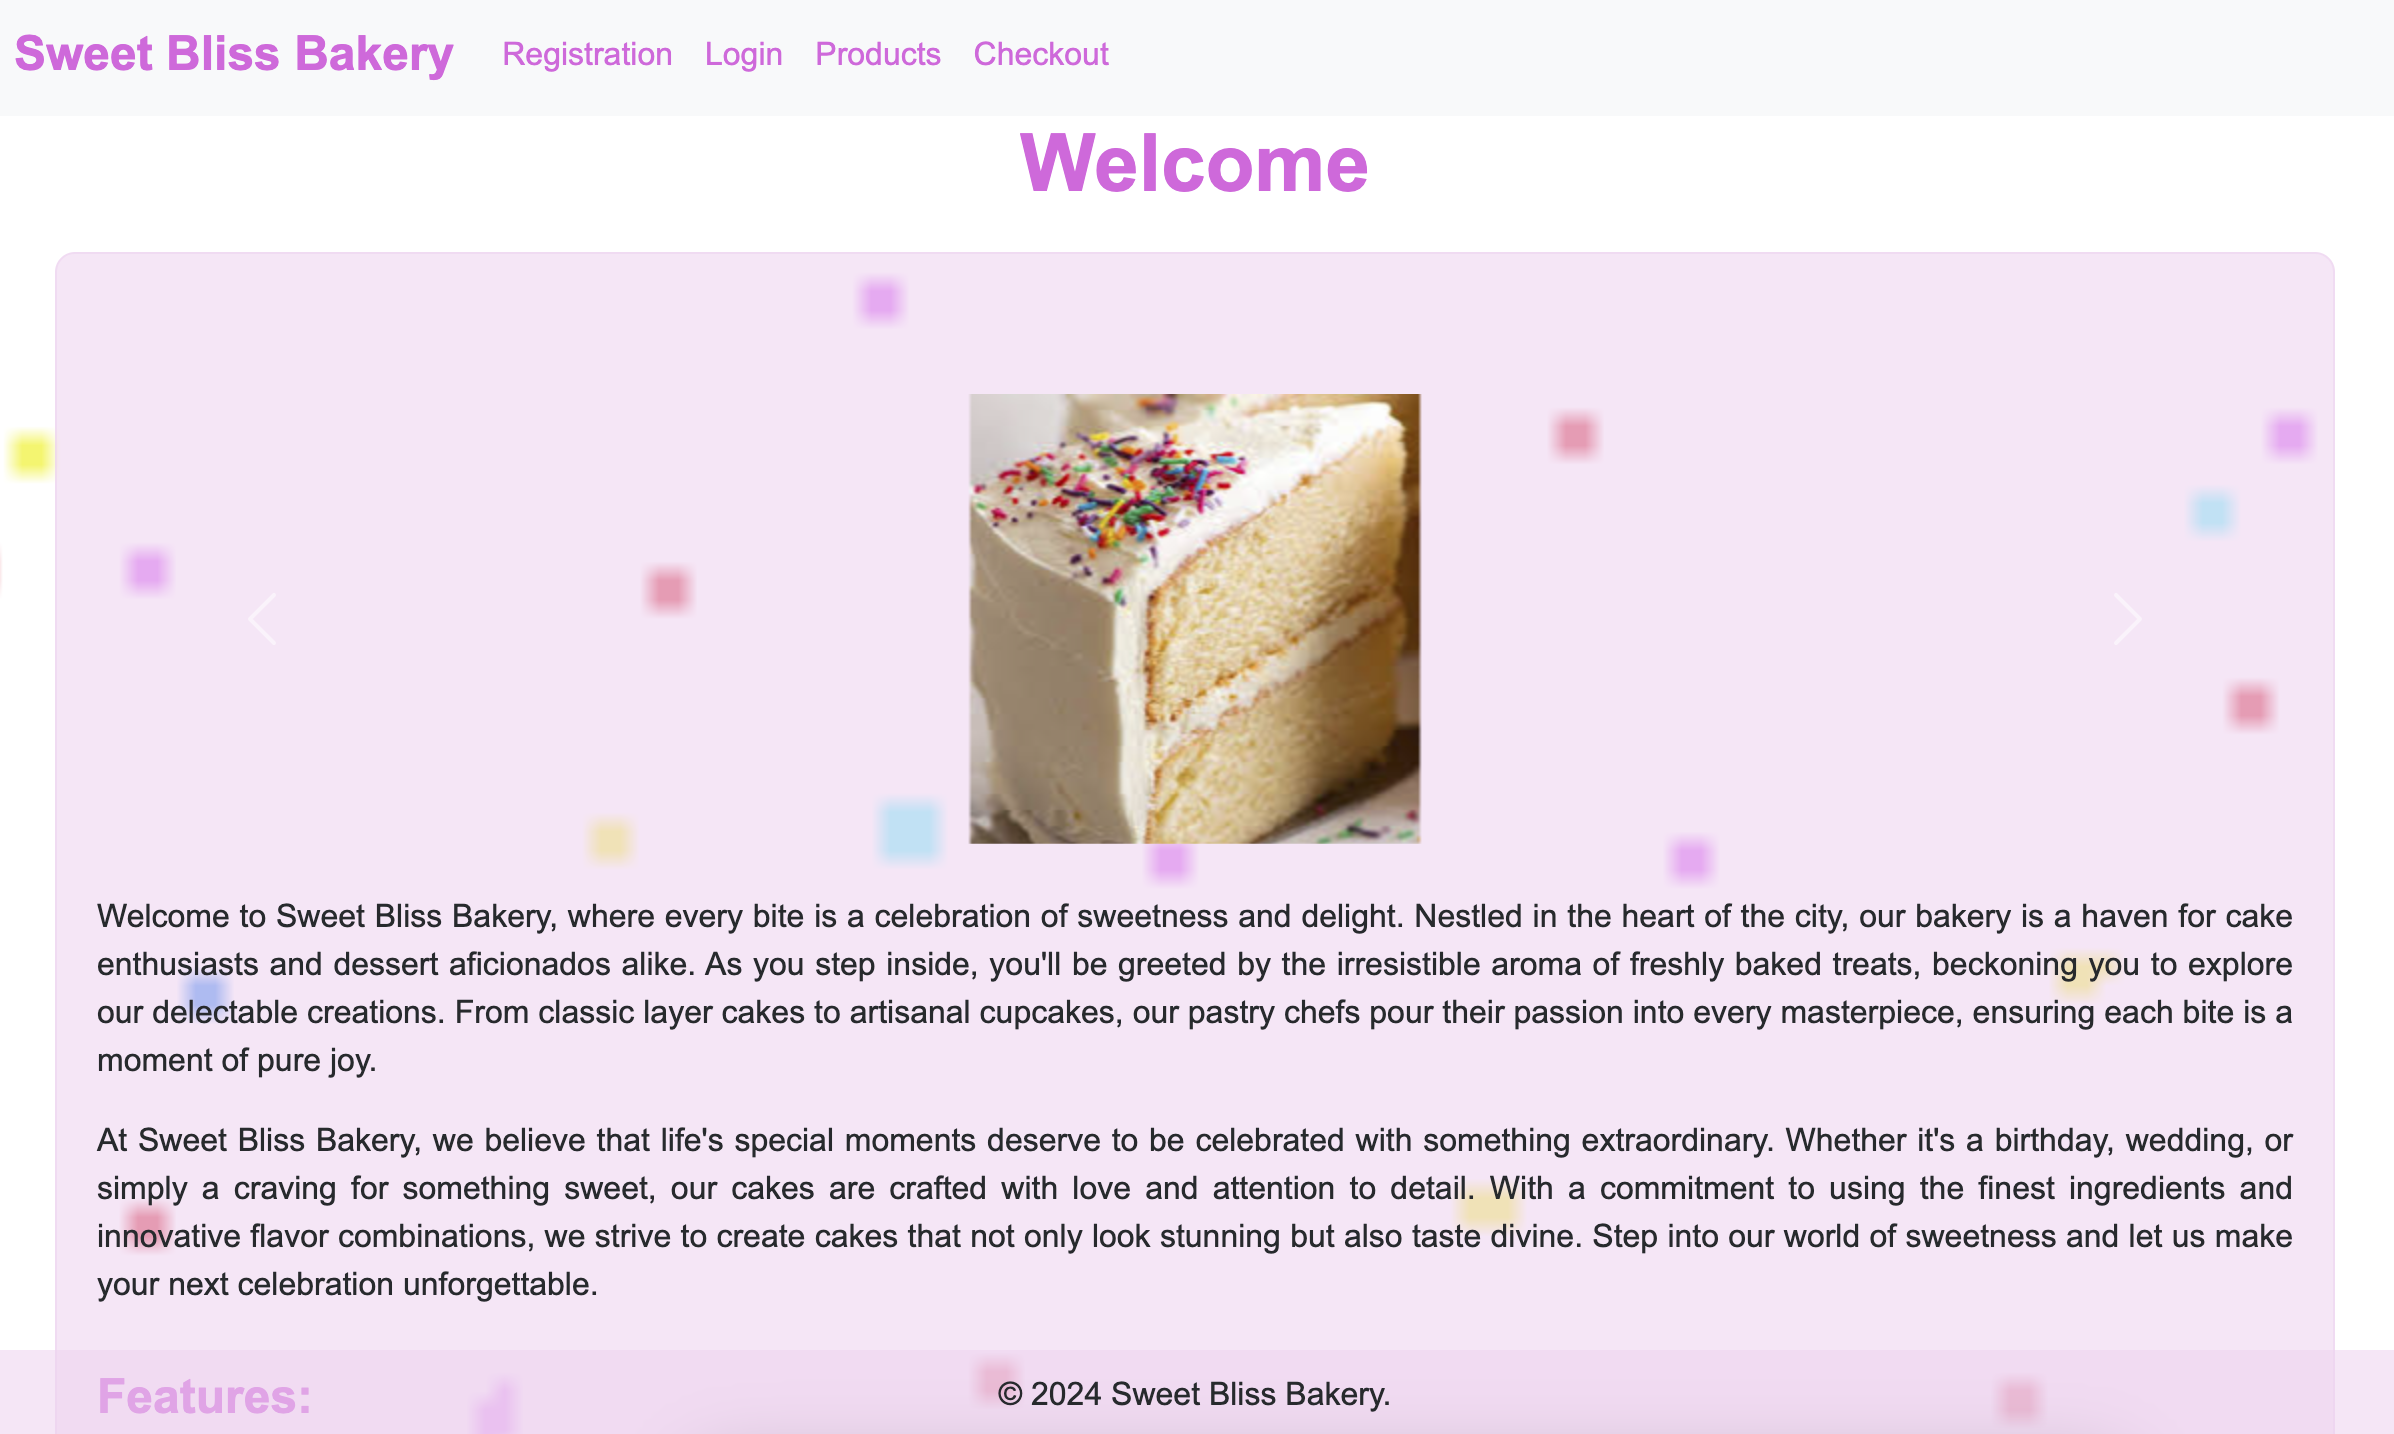 Sweet Bliss Bakery Registration Login Products Checkout
Welcome
Welcome to Sweet Bliss Bakery, where every bite is a celebration of sweetness and delight. Nestled in the heart of the city, our bakery is a haven for cake
enthusiasts and dessert aficionados alike. As you step inside, you'll be greeted by the irresistible aroma of freshly baked treats, beckoning you to explore
our delectable creations. From classic layer cakes to artisanal cupcakes, our pastry chefs pour their passion into every masterpiece, ensuring each bite is a
moment of pure joy.
At Sweet Bliss Bakery, we believe that life's special moments deserve to be celebrated with something extraordinary. Whether it's a birthday, wedding, or
simply a craving for something sweet, our cakes are crafted with love and attention to detail. With a commitment to using the finest ingredients and
innovative flavor combinations, we strive to create cakes that not only look stunning but also taste divine. Step into our world of sweetness and let us make
your next celebration unforgettable.
Features:
© 2024 Sweet Bliss Bakery.